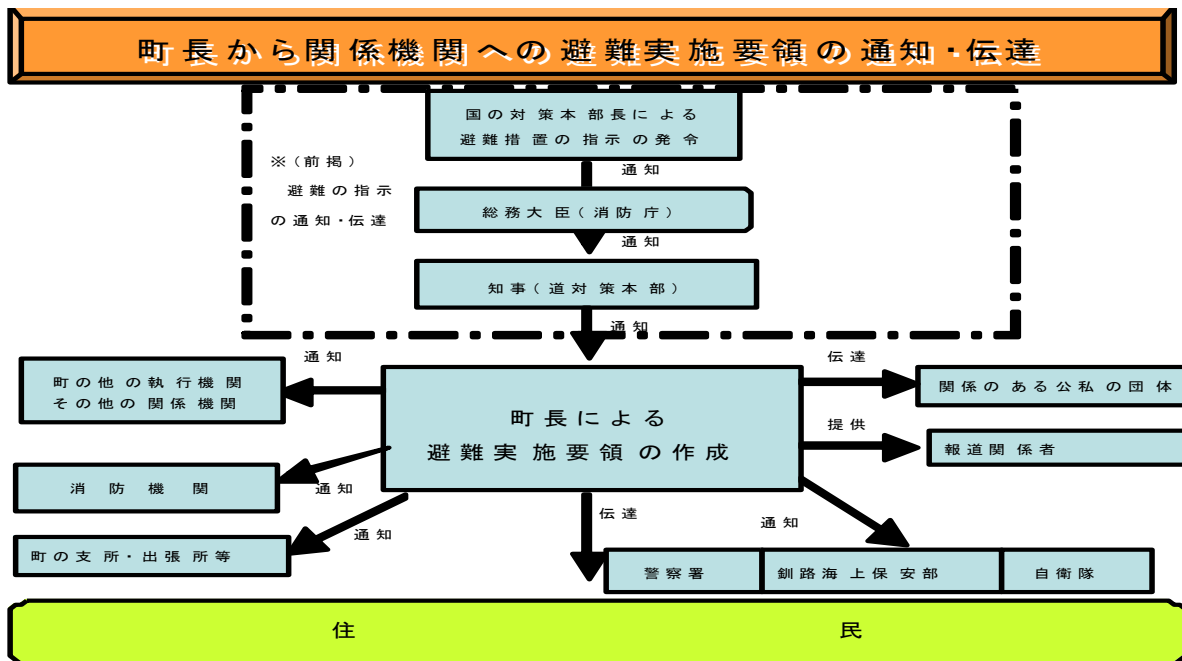 町長から関係機関への避難実施要領の通知・伝達
国の対策本部長による
避難措置の指示の発令
※(前掲)
避難の指示
の通知・伝達
通知
総務大臣(消防庁)
通知
知事(道対策本部)
通知
通知
伝達
町の他の執行機関
その他の関係機関
町長による
避難実施要領の作成
関係のある公私の団体
提供
報道関係者
消防機関
通知
通知
伝達
通知
町の支所・出張所等
警察署
釧路海上保安部
自衛隊
住民